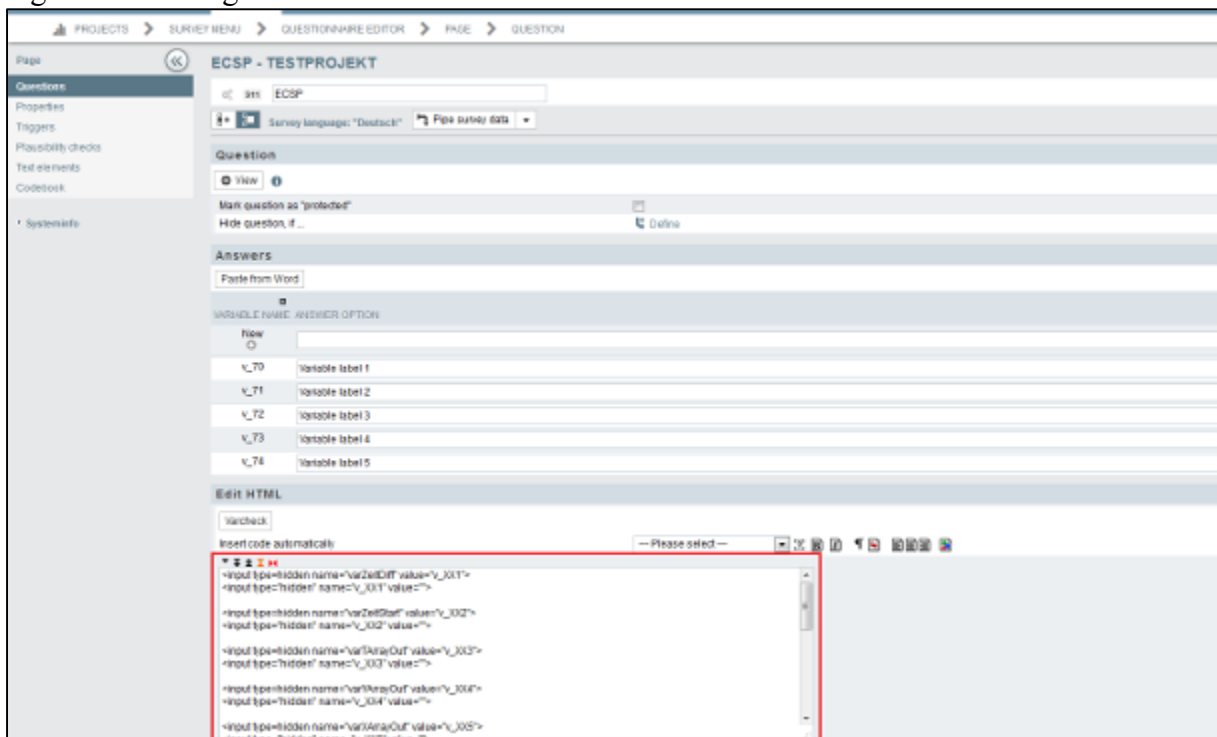 PROJECTS SURVEY MENU QUESTIONNAIRE EDITOR PAGE QUESTION
Page
ECSP - TESTPROJEKT
Questions
Properties
Triggers
Plausibility checks
Text elements
Codebook
Systeminfo
ECSP
Survey language: "Deutsch" Pipe survey data
Question
View
Mark question as "protected"
Hide question, if ... Define
Answers
Paste from Word
VARIABLE NAME ANSWER OPTION
New
v_70 Variable label 1
v_71 Variable label 2
v_72 Variable label 3
v_73 Variable label 4
v_74 Variable label 5
Edit HTML
Varcheck
Insert code automatically --- Please select ---
<input type=hidden name="varZeitDiff" value="v_XX1">
<input type="hidden" name="v_XX1" value="">
<input type=hidden name="varZeitStart" value="v_XX2">
<input type="hidden" name="v_XX2" value="">
<input type=hidden name="varTArrayOut" value="v_XX3">
<input type="hidden" name="v_XX3" value="">
<input type=hidden name="varYArrayOut" value="v_XX4">
<input type="hidden" name="v_XX4" value="">
<input type=hidden name="varXArrayOut" value="v_XX5">